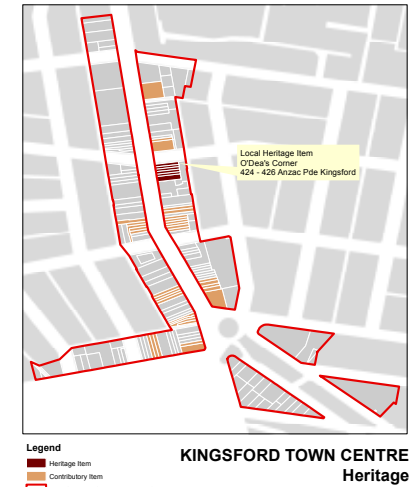 Local Heritage Item
O'Dea's Corner
424 - 426 Anzac Pde Kingsford
Legend
Heritage Item
Contributory Item
KINGSFORD TOWN CENTRE
Heritage